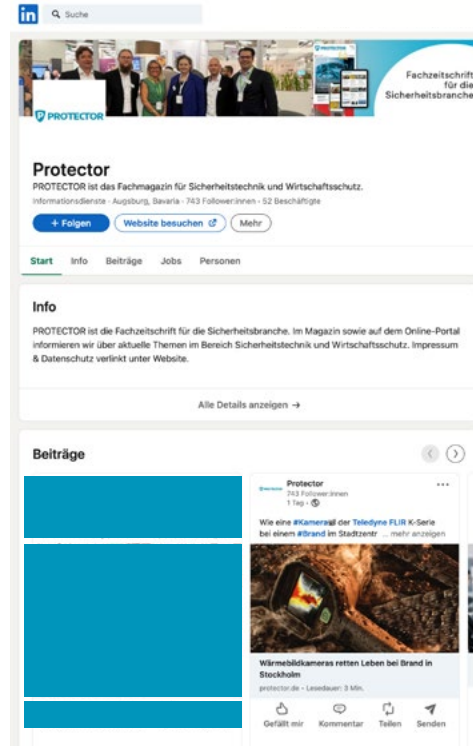 in
Suche
PROTECTOR
Fachzeitschrift
für die
Sicherheitsbranche
PROTECTOR
Protector
PROTECTOR ist das Fachmagazin für Sicherheitstechnik und Wirtschaftsschutz.
Informationsdienste · Augsburg, Bavaria · 743 Follower:innen · 52 Beschäftigte
+ Folgen
Website besuchen
Mehr
Start Info Beiträge Jobs Personen
Info
PROTECTOR ist die Fachzeitschrift für die Sicherheitsbranche. Im Magazin sowie auf dem Online-Portal
informieren wir über aktuelle Themen im Bereich Sicherheitstechnik und Wirtschaftsschutz. Impressum
& Datenschutz verlinkt unter Website.
Alle Details anzeigen →
Beiträge
Protector
743 Follower:innen
1 Tag ·
Wie eine #Kamera der Teledyne FLIR K-Serie
bei einem #Brand im Stadtzentr ... mehr anzeigen
Wärmebildkameras retten Leben bei Brand in
Stockholm
protector.de · Lesedauer: 3 Min.
Gefällt mir Kommentar Teilen Senden